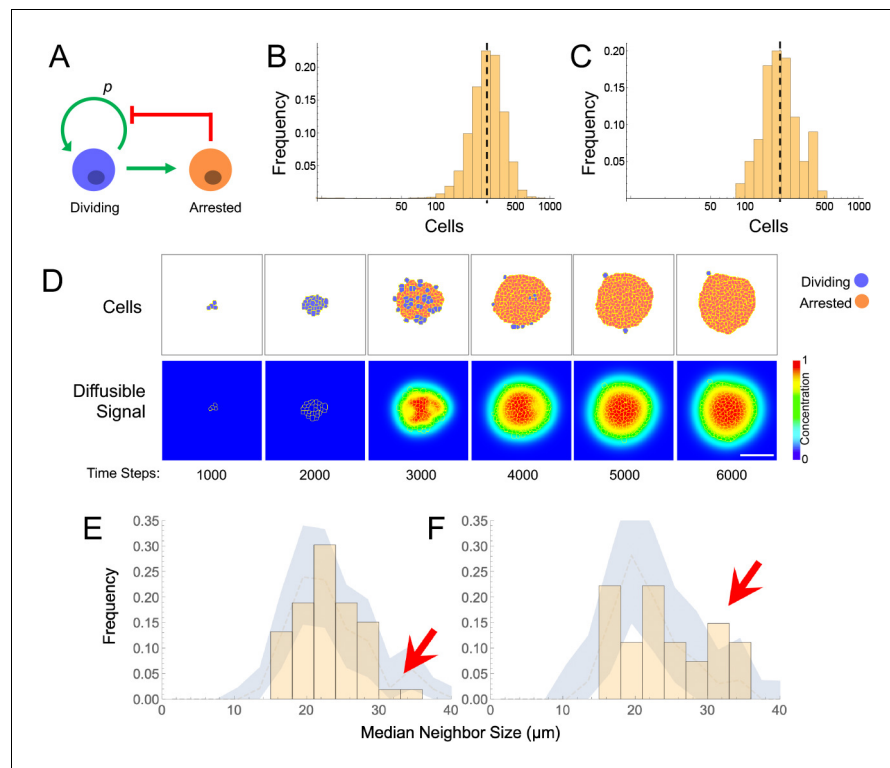 A
p
Dividing
Arrested
B
Frequency
0.20
0.15
0.10
0.05
50
100
500
1000
Cells
C
Frequency
0.20
0.15
0.10
0.05
50
100
500
1000
Cells
D
Cells
Dividing
Arrested
Diffusible
Signal
1
Concentration
0
Time Steps:
1000
2000
3000
4000
5000
6000
E
Frequency
0.35
0.30
0.25
0.20
0.15
0.10
0.05
0.00
0
10
20
30
40
F
0.35
0.30
0.25
0.20
0.15
0.10
0.05
0.00
0
10
20
30
40
Median Neighbor Size (μm)